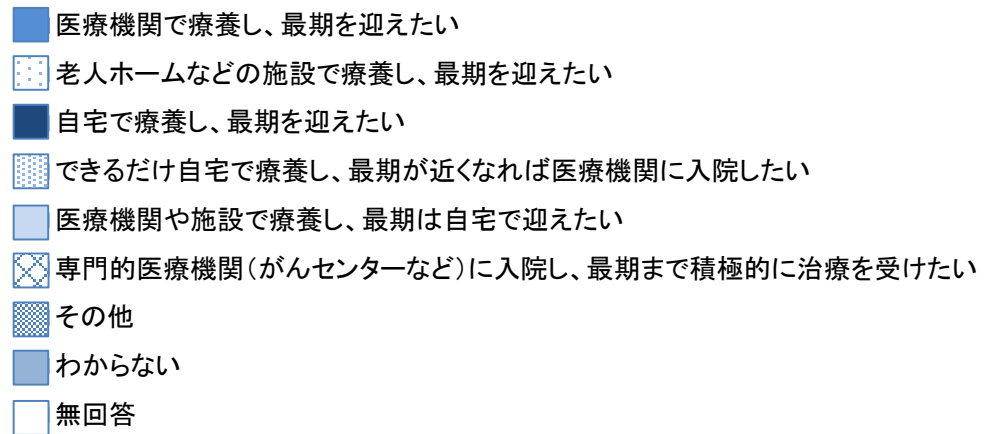 医療機関で療養し、最期を迎えたい
老人ホームなどの施設で療養し、最期を迎えたい
自宅で療養し、最期を迎えたい
できるだけ自宅で療養し、最期が近くなれば医療機関に入院したい
医療機関や施設で療養し、最期は自宅で迎えたい
専門的医療機関（がんセンターなど）に入院し、最期まで積極的に治療を受けたい
その他
わからない
無回答